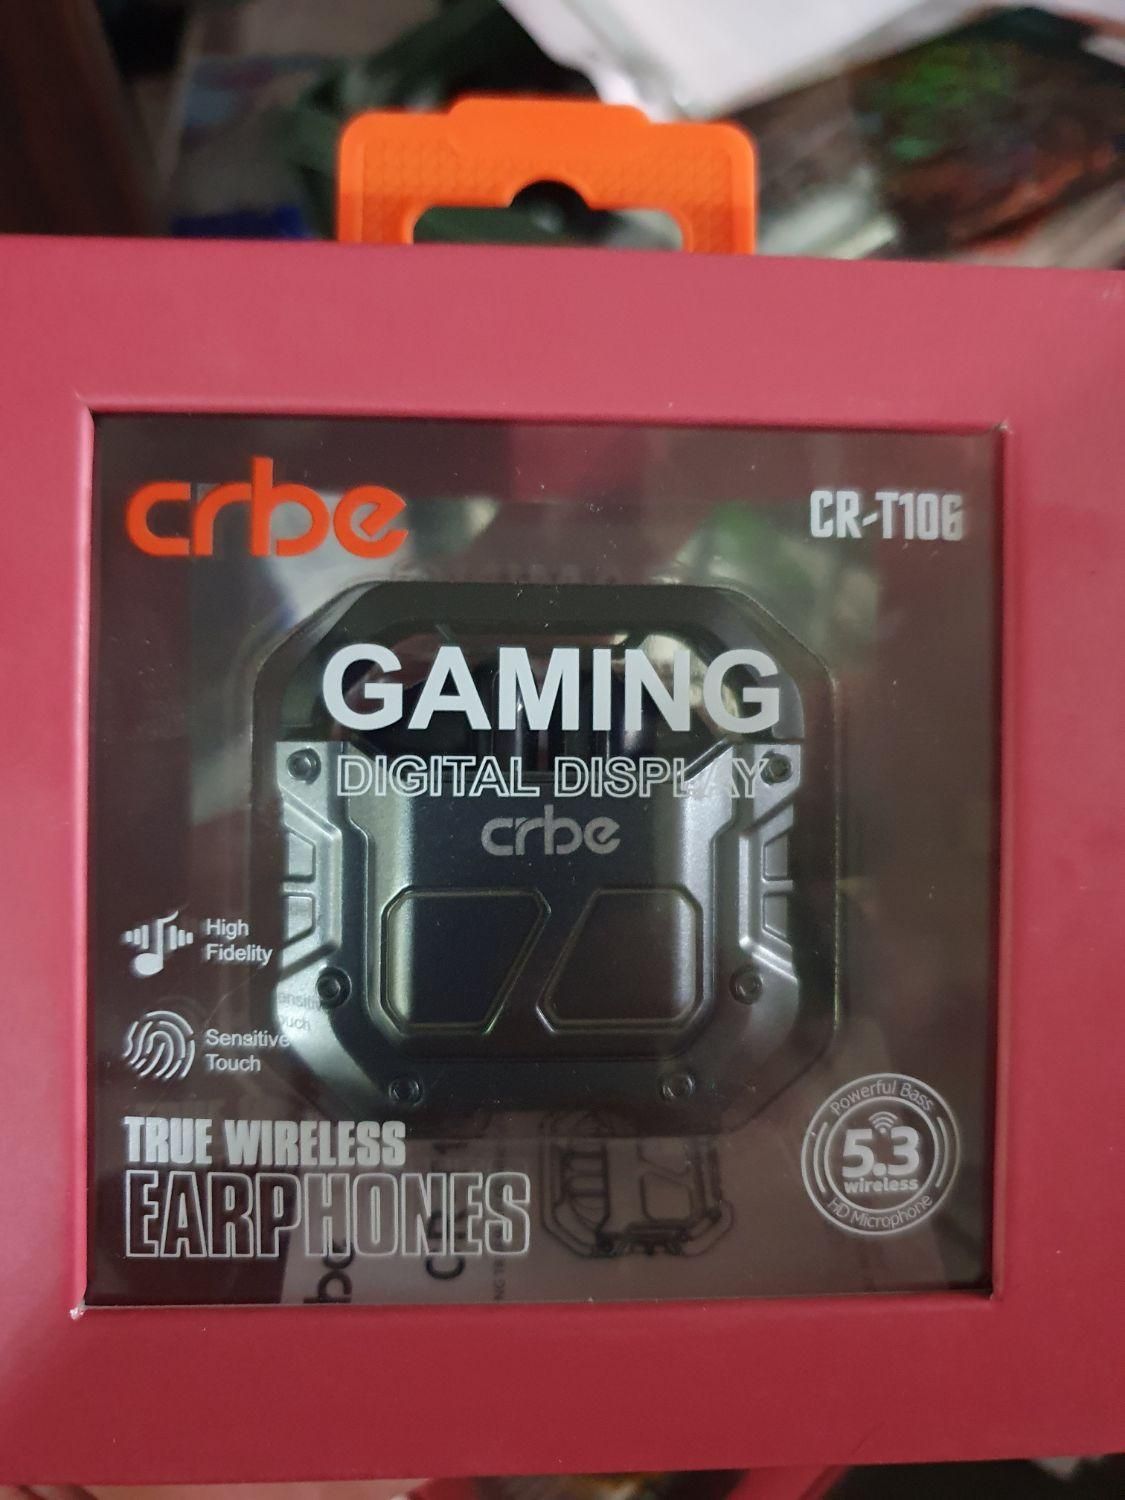 crbe
CR-T106
GAMING
DIGITAL DISPLAY
crbe
High
Fidelity
Sensitive
Touch
TRUE WIRELESS
EARPHONES
Powerful Bass
5.3
wireless
HD Microphone